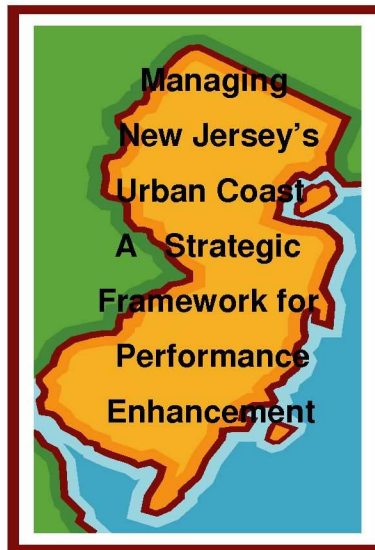 Managing
New Jersey's
Urban Coast
A Strategic
Framework for
Performance
Enhancement